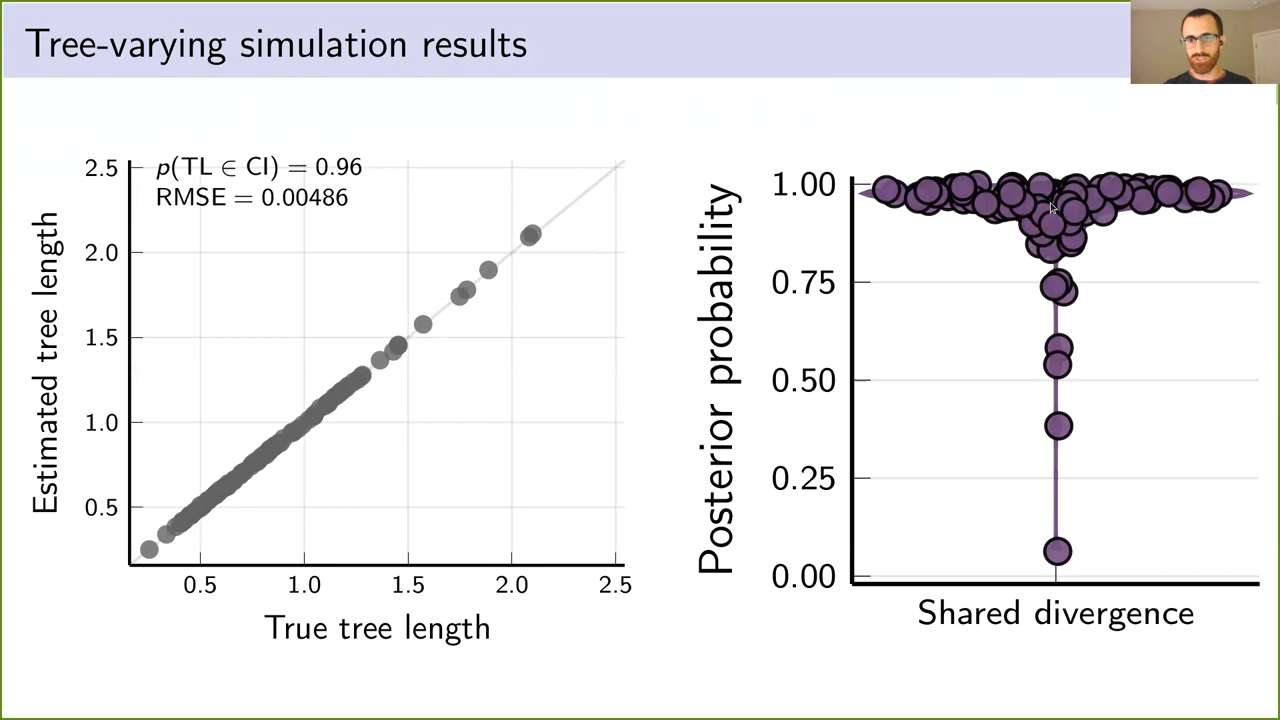 Tree-varying simulation results
p(TL ∈ CI) = 0.96
RMSE = 0.00486
2.5
2.0
1.5
1.0
0.5
Estimated tree length
0.5 1.0 1.5 2.0 2.5
True tree length
1.00
0.75
0.50
0.25
0.00
Posterior probability
Shared divergence